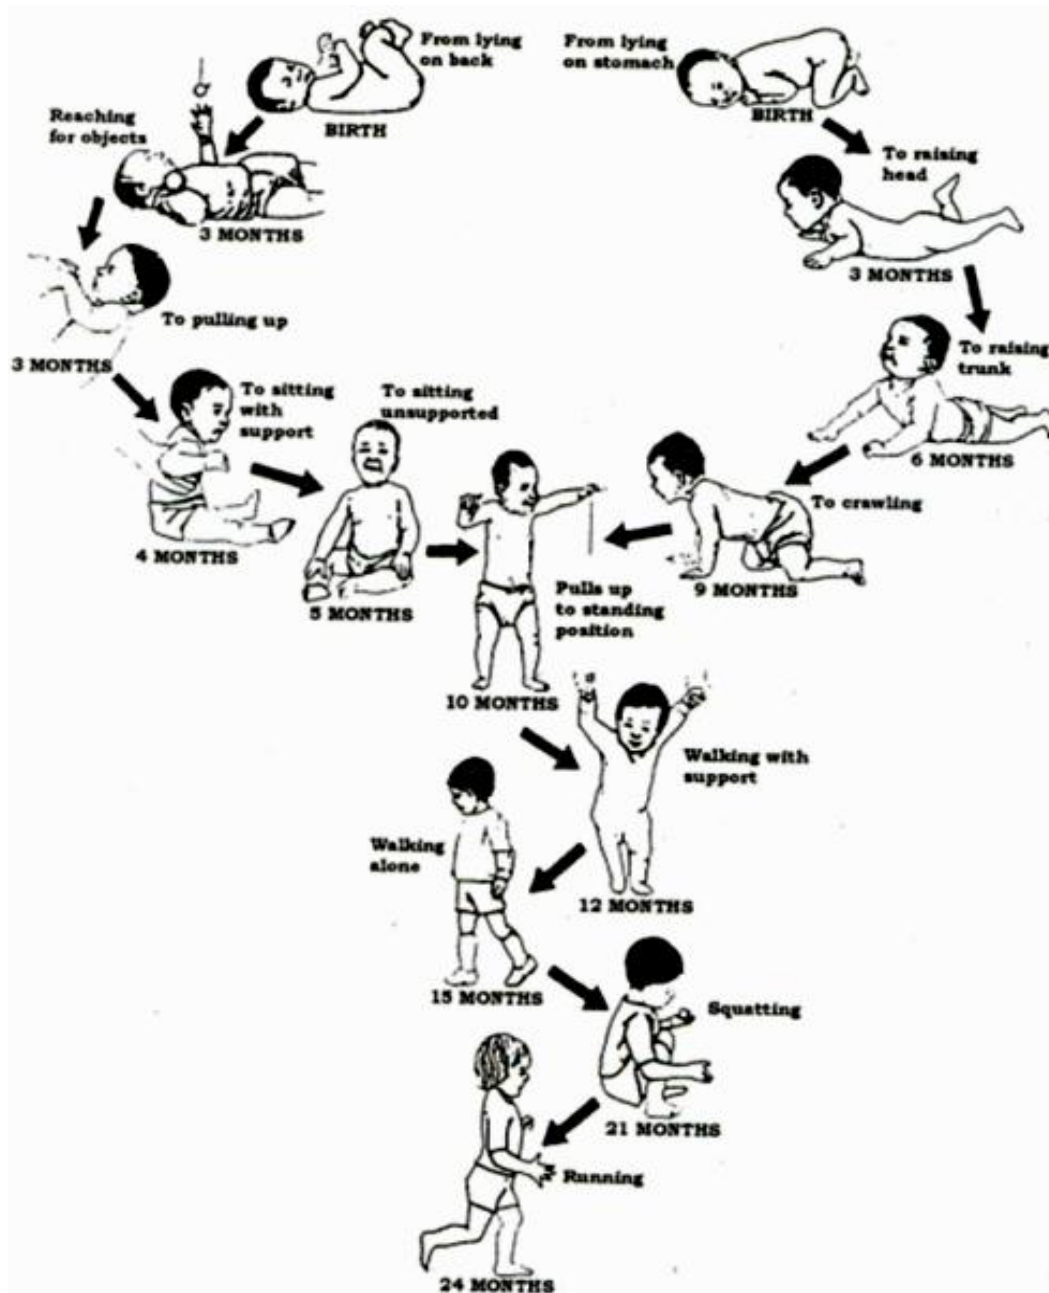 From lying
on back
BIRTH
From lying
on stomach
BIRTH
Reaching
for objects
3 MONTHS
To raising
head
3 MONTHS
To pulling up
3 MONTHS
To raising
trunk
6 MONTHS
To sitting
with
support
4 MONTHS
To sitting
unsupported
5 MONTHS
To crawling
9 MONTHS
Pulls up
to standing
position
10 MONTHS
Walking with
support
12 MONTHS
Walking
alone
15 MONTHS
Squatting
21 MONTHS
Running
24 MONTHS